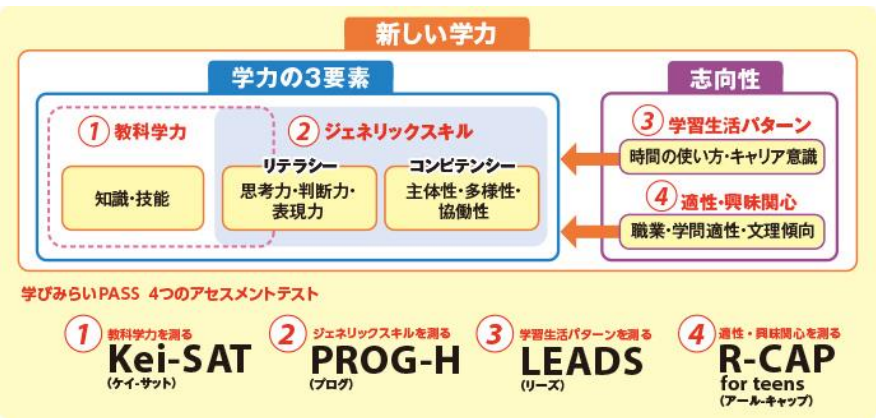 新しい学力
学力の3要素
志向性
① 教科学力
② ジェネリックスキル
知識・技能
リテラシー
思考力・判断力・
表現力
コンピテンシー
主体性・多様性・
協働性
③ 学習生活パターン
時間の使い方・キャリア意識
④ 適性・興味関心
職業・学問適性・文理傾向
学びみらいPASS 4つのアセスメントテスト
① 教科学力を測る
Kei-SAT
(ケイ-サット)
② ジェネリックスキルを測る
PROG-H
(プログ)
③ 学習生活パターンを測る
LEADS
(リーズ)
④ 適性・興味関心を測る
R-CAP
for teens
(アール-キャップ)